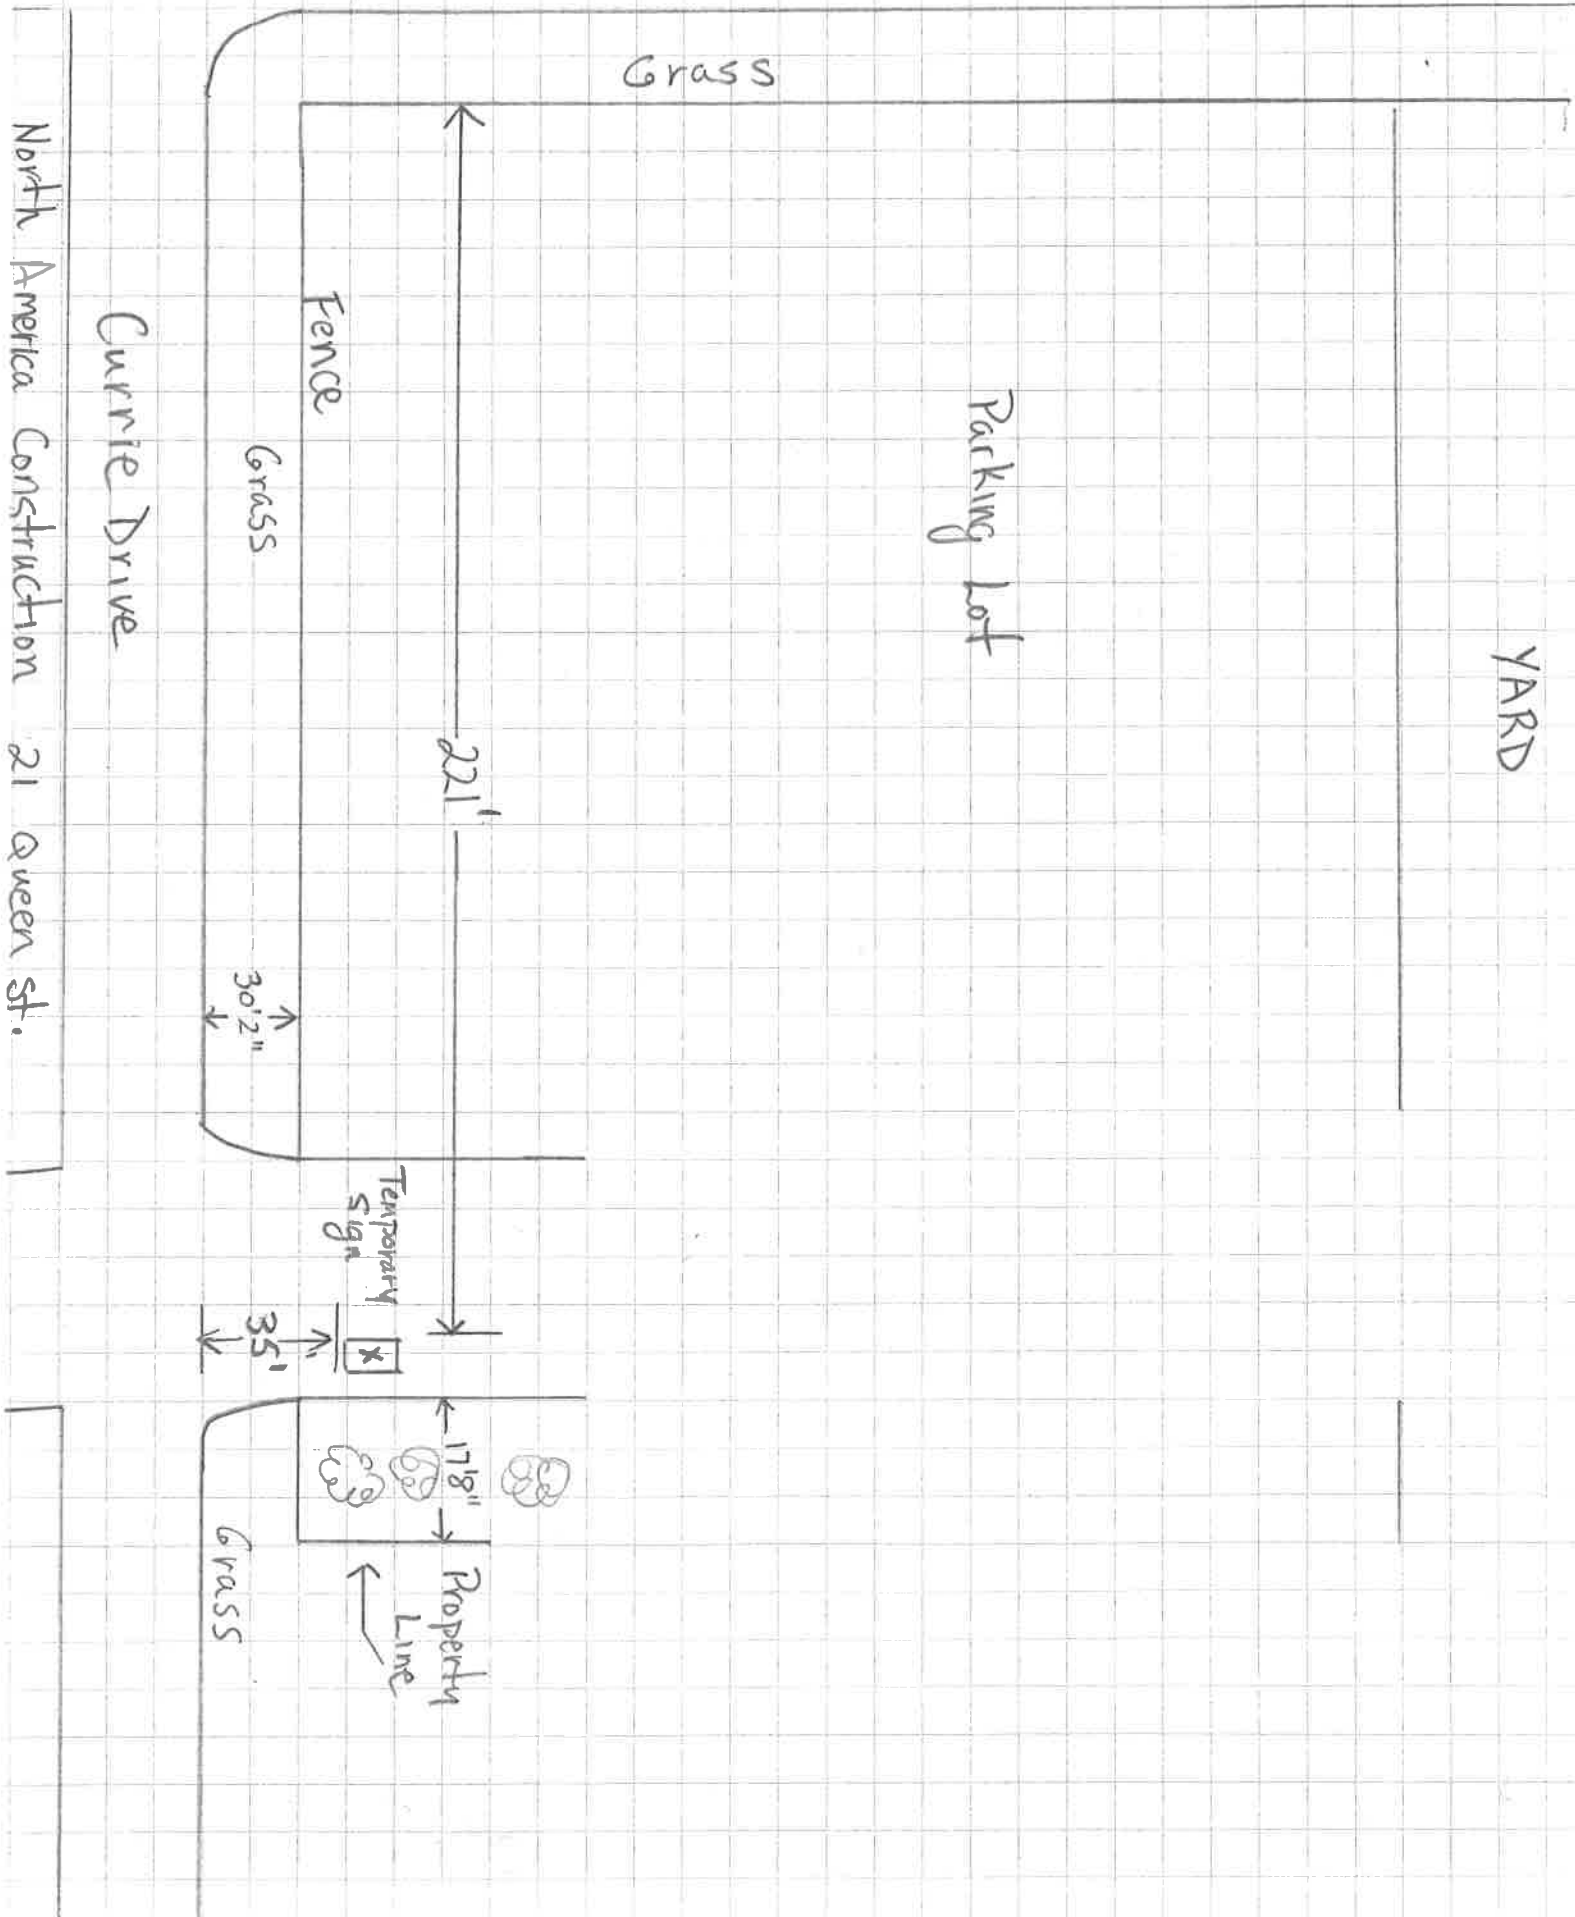 Grass
YARD
Parking Lot
221'
Fence
Grass
30'2"
Currie Drive
Temporary
Sign
35'
X
17'8"
Property
Line
Grass
North America Construction 21 Queen St.